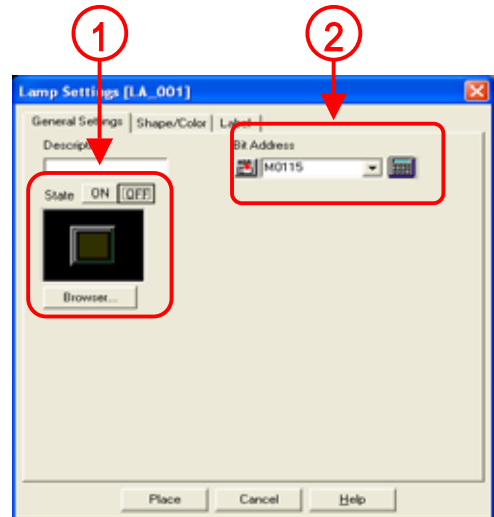 1 2
Lamp Settings [LA_001]
General Settings Shape/Color Label
Description Bit Address
M0115
State ON OFF
Browser...
Place Cancel Help